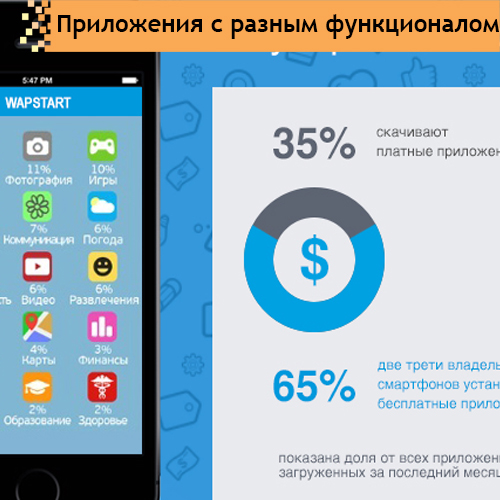 Приложения с разным функционалом
5:47 PM
WAPSTART
11% 10%
Фотография Игры
7% 6%
Коммуникация Погода
6% 6%
Видео Развлечения
4% 3%
Карты Финансы
2% 2%
Образование Здоровье
35%
скачивают
платные приложен
$
65%
две трети владель
смартфонов устан
бесплатные прило
показана доля от всех приложен
загруженных за последний месяц